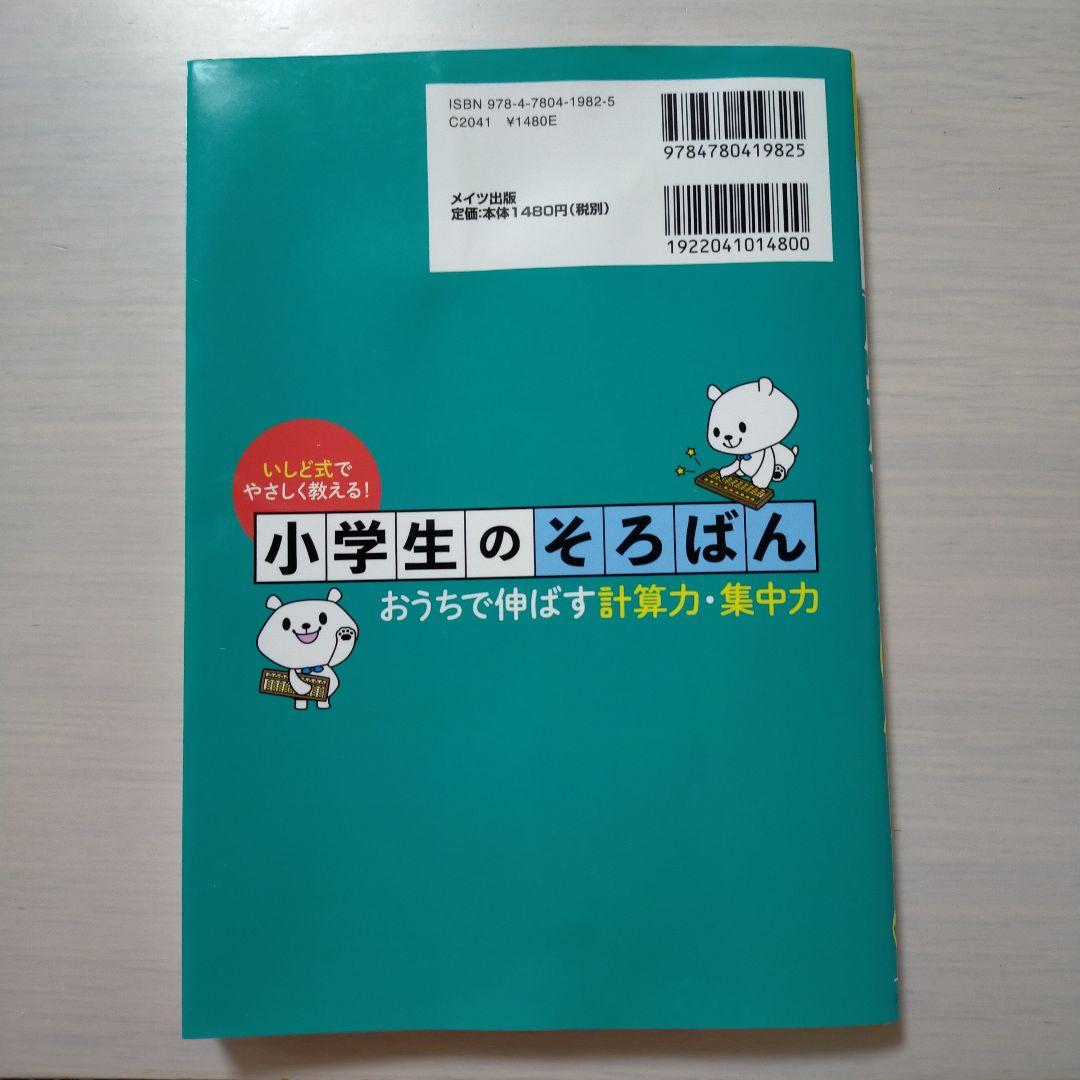 ISBN 978-4-7804-1982-5
C2041 ¥1480E
9784780419825
メイツ出版
定価:本体1480円(税別)
1922041014800
いしど式で
やさしく教える!
小学生のそろばん
おうちで伸ばす計算力・集中力